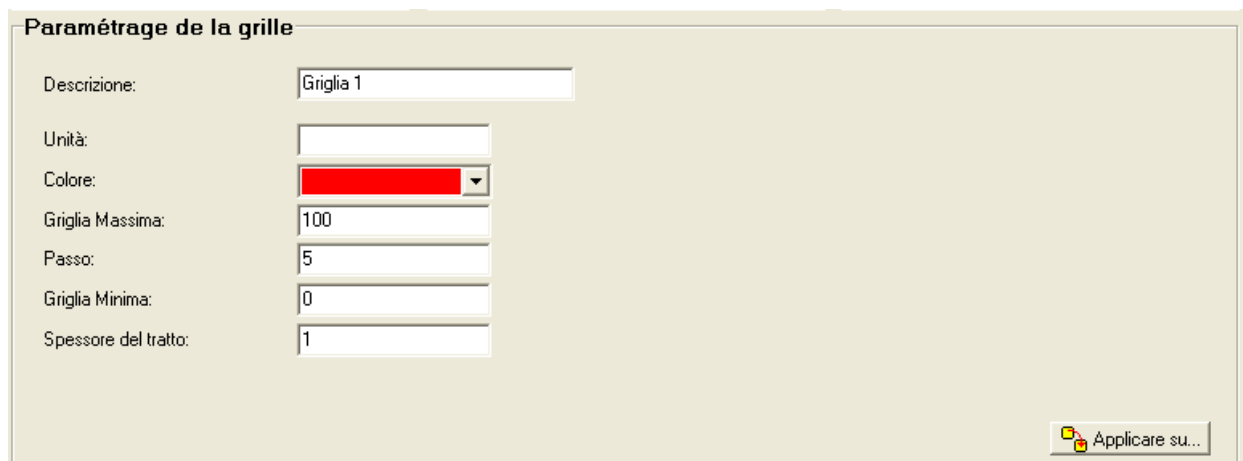 Paramétrage de la grille
Descrizione: Griglia 1
Unità:
Colore:
Griglia Massima: 100
Passo: 5
Griglia Minima: 0
Spessore del tratto: 1
Applicare su...